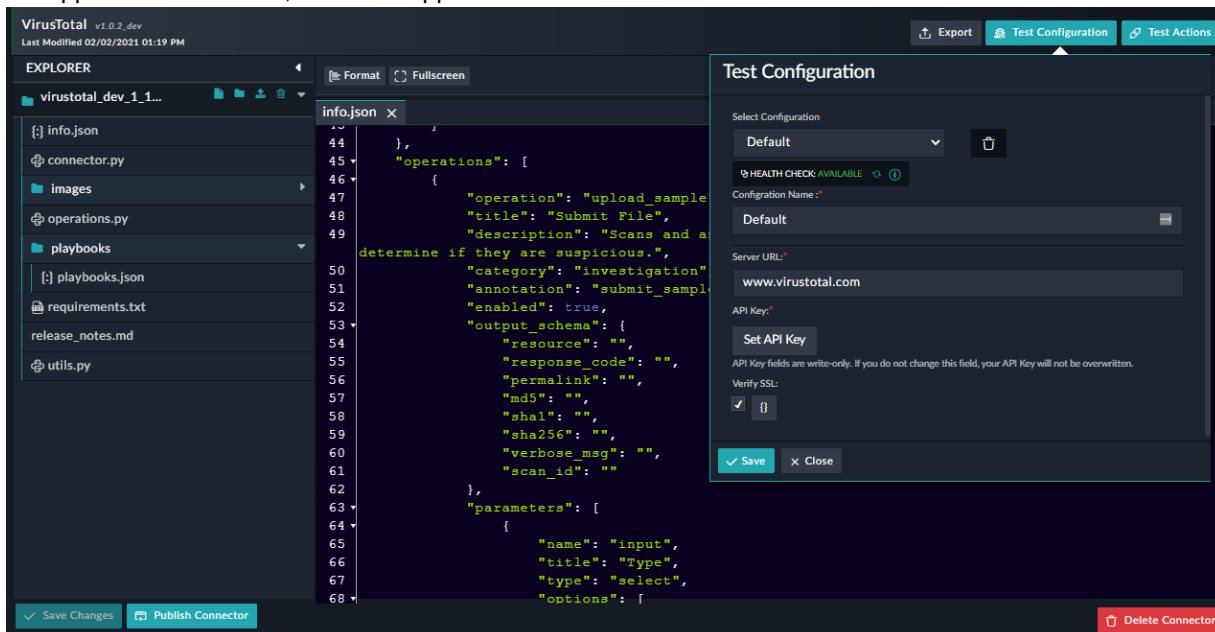 VirusTotal v1.0.2_dev
Last Modified 02/02/2021 01:19 PM
Export
Test Configuration
Test Actions
EXPLORER
virustotal_dev_1_1...
{:} info.json
connector.py
images
operations.py
playbooks
{:} playbooks.json
requirements.txt
release_notes.md
utils.py
Format
Fullscreen
info.json ×
44 },
45 "operations": [
46 {
47 "operation": "upload_sample"
48 "title": "Submit File",
49 "description": "Scans and
determine if they are suspicious.",
50 "category": "investigation"
51 "annotation": "submit_sampl
52 "enabled": true,
53 "output_schema": {
54 "resource": "",
55 "response_code": "",
56 "permalink": "",
57 "md5": "",
58 "sha1": "",
59 "sha256": "",
60 "verbose_msg": "",
61 "scan_id": ""
62 },
63 "parameters": [
64 {
65 "name": "input",
66 "title": "Type",
67 "type": "select",
68 "options": [
Test Configuration
Select Configuration
Default
HEALTH CHECK: AVAILABLE
Configration Name :*
Default
Server URL:*
www.virustotal.com
API Key:*
Set API Key
API Key fields are write-only. If you do not change this field, your API Key will not be overwritten.
Verify SSL:
{}
Save
× Close
Save Changes
Publish Connector
Delete Connector